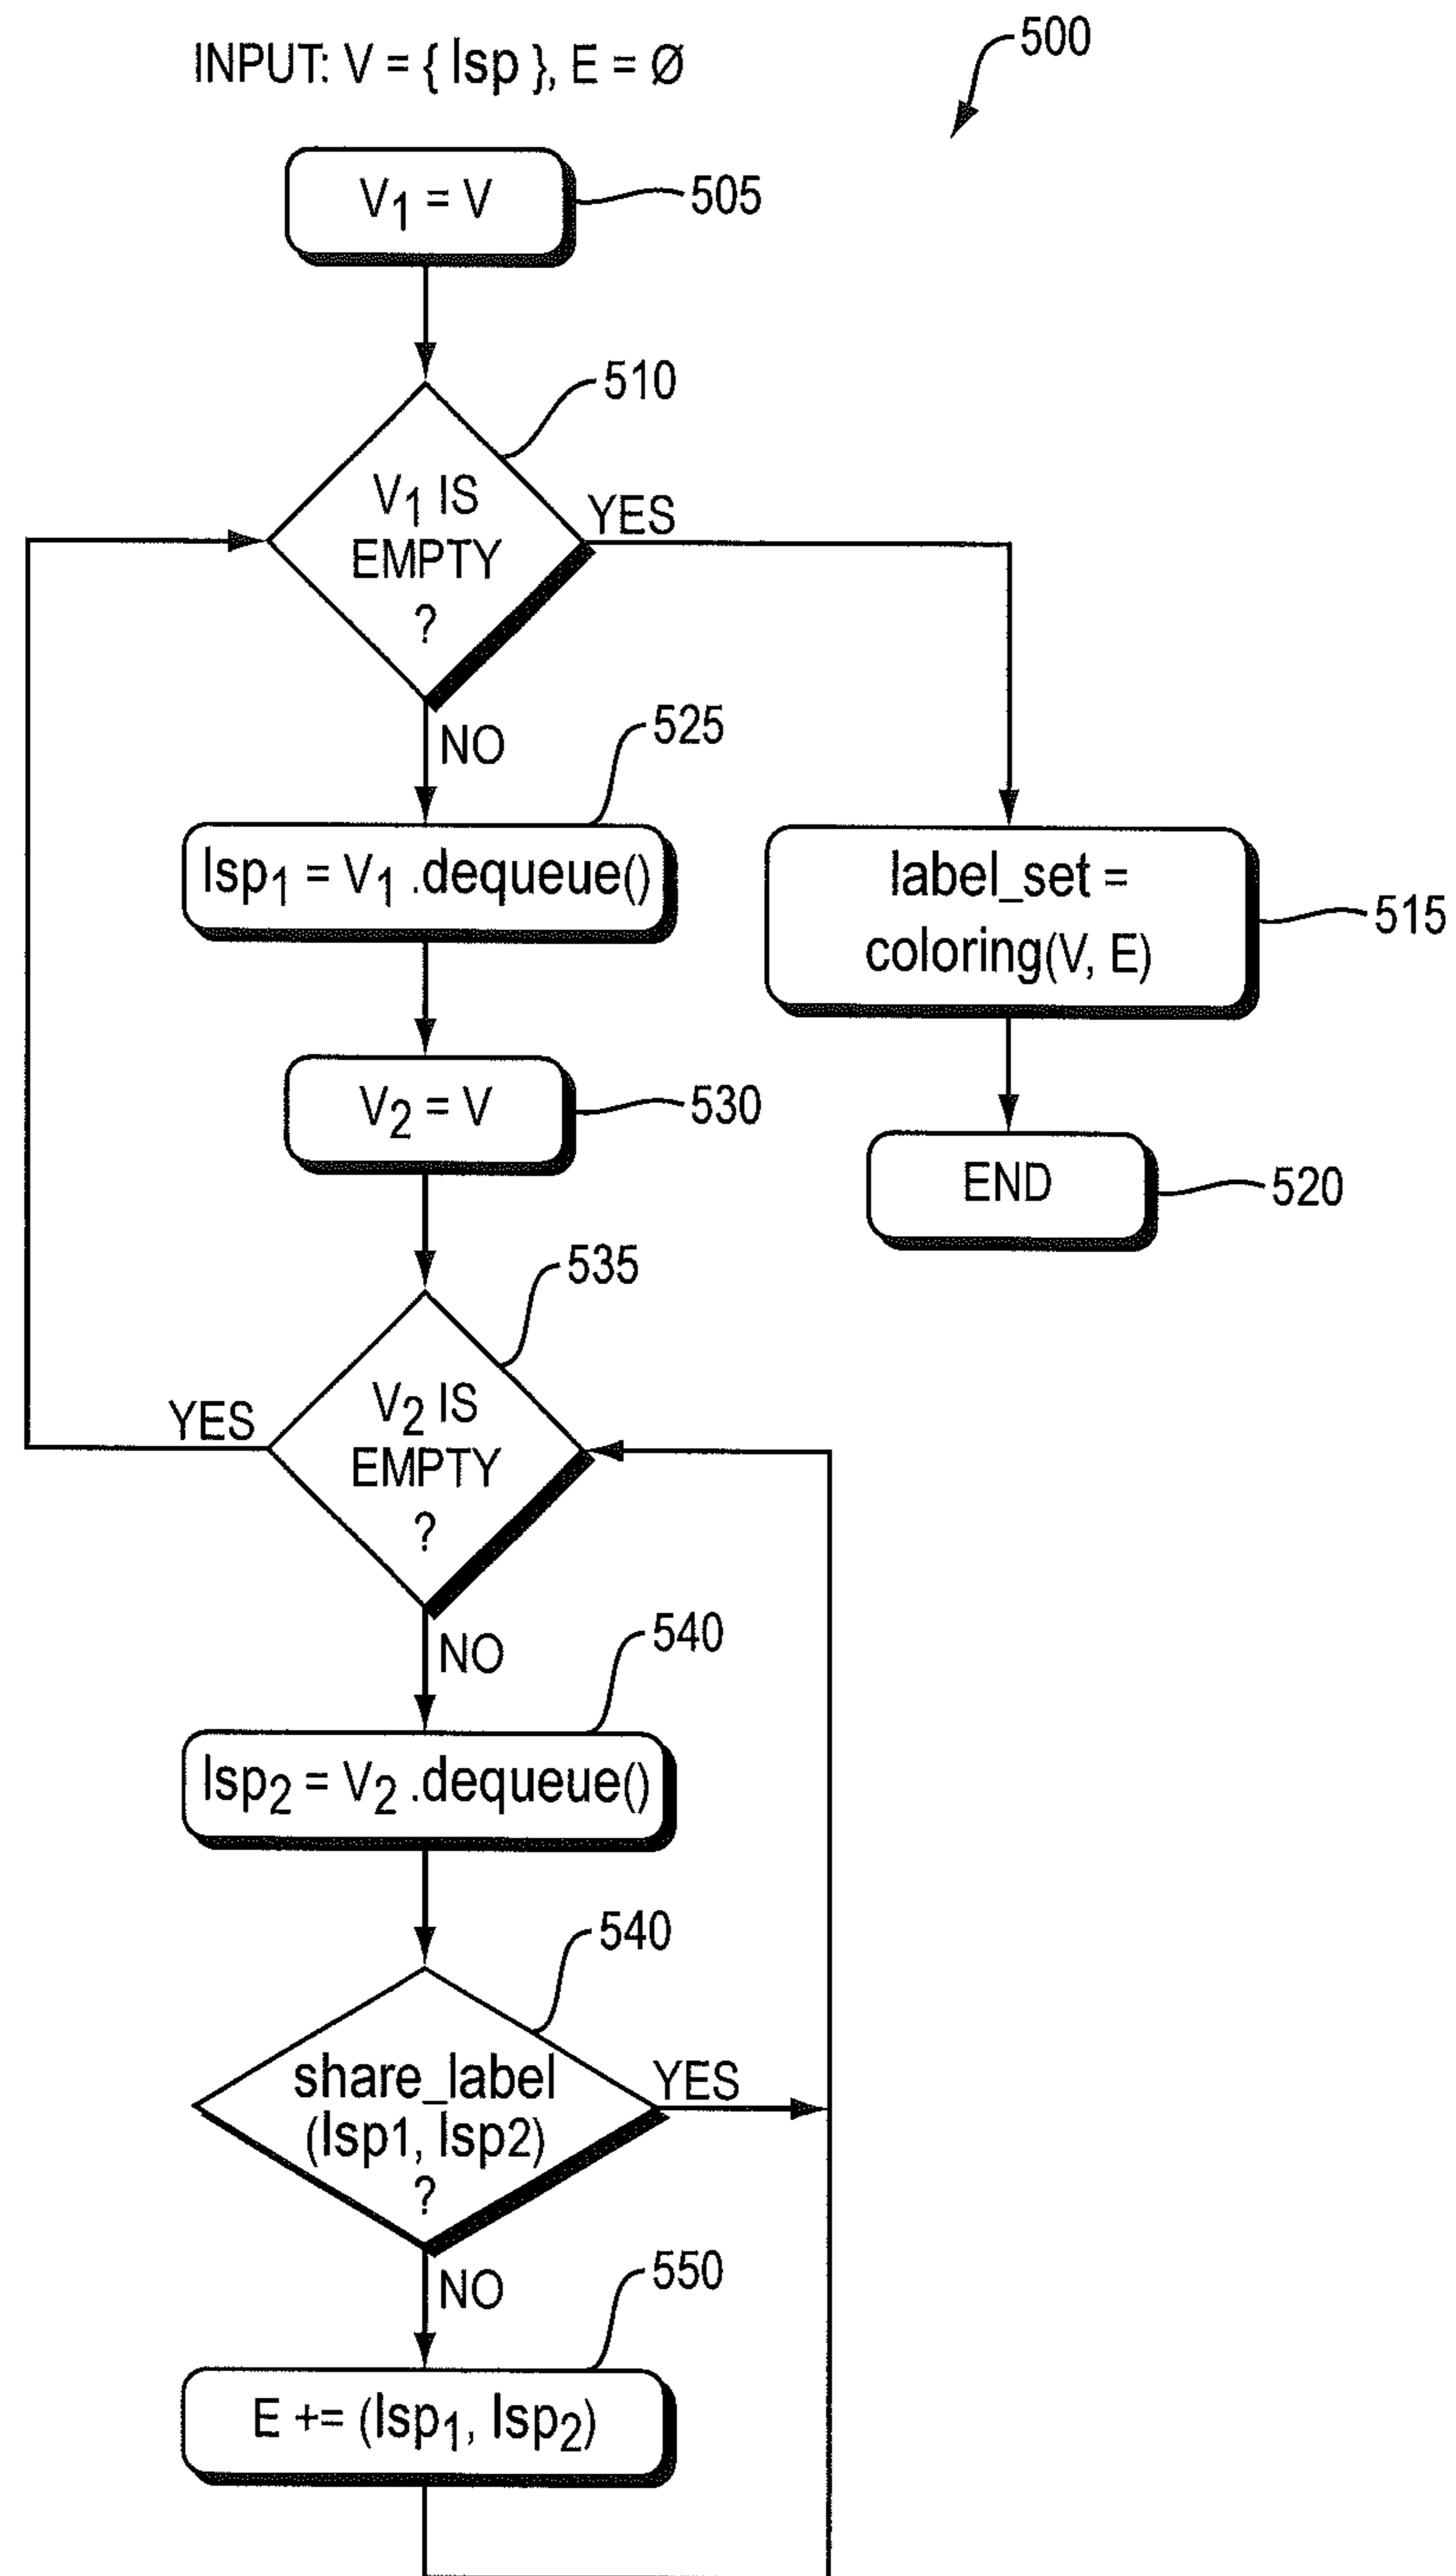 INPUT: V = { lsp }, E = Ø
500
V1 = V
505
510
V1 IS
EMPTY
?
YES
NO
525
lsp1 = V1 .dequeue()
label_set =
coloring(V, E)
515
V2 = V
530
END
520
535
V2 IS
EMPTY
?
YES
NO
540
lsp2 = V2 .dequeue()
540
share_label
(lsp1, lsp2)
?
YES
NO
550
E += (lsp1, lsp2)